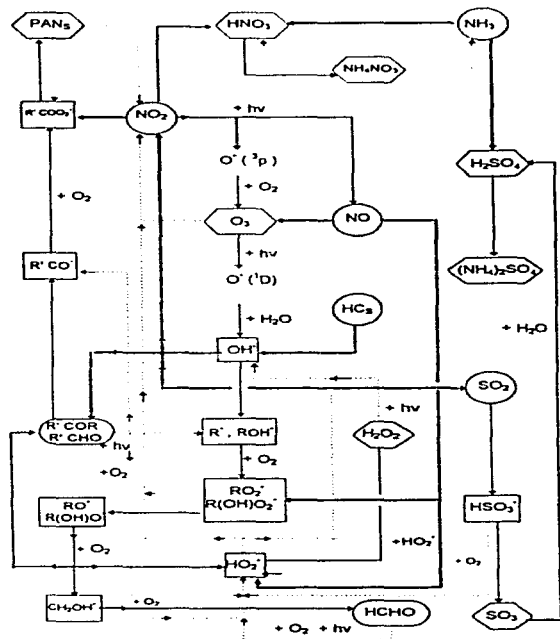 PANs
HNO3
NH3
NH4NO3
R' COO2·
NO2
+ hv
O· (3p)
H2SO4
+ O2
+ O2
O3
NO
R' CO·
+ hv
(NH4)2SO4
O· (1D)
HCs
+ H2O
+ H2O
OH·
SO2
+ hv
R' COR
R' CHO
R· , ROH·
H2O2
+ hv
+ O2
+ O2
RO2·
R(OH)O2·
RO·
R(OH)O
HSO3·
+ O2
+HO2·
HO2·
+ O2
CH2OH·
+ O2
HCHO
SO3
+ O2 + hv